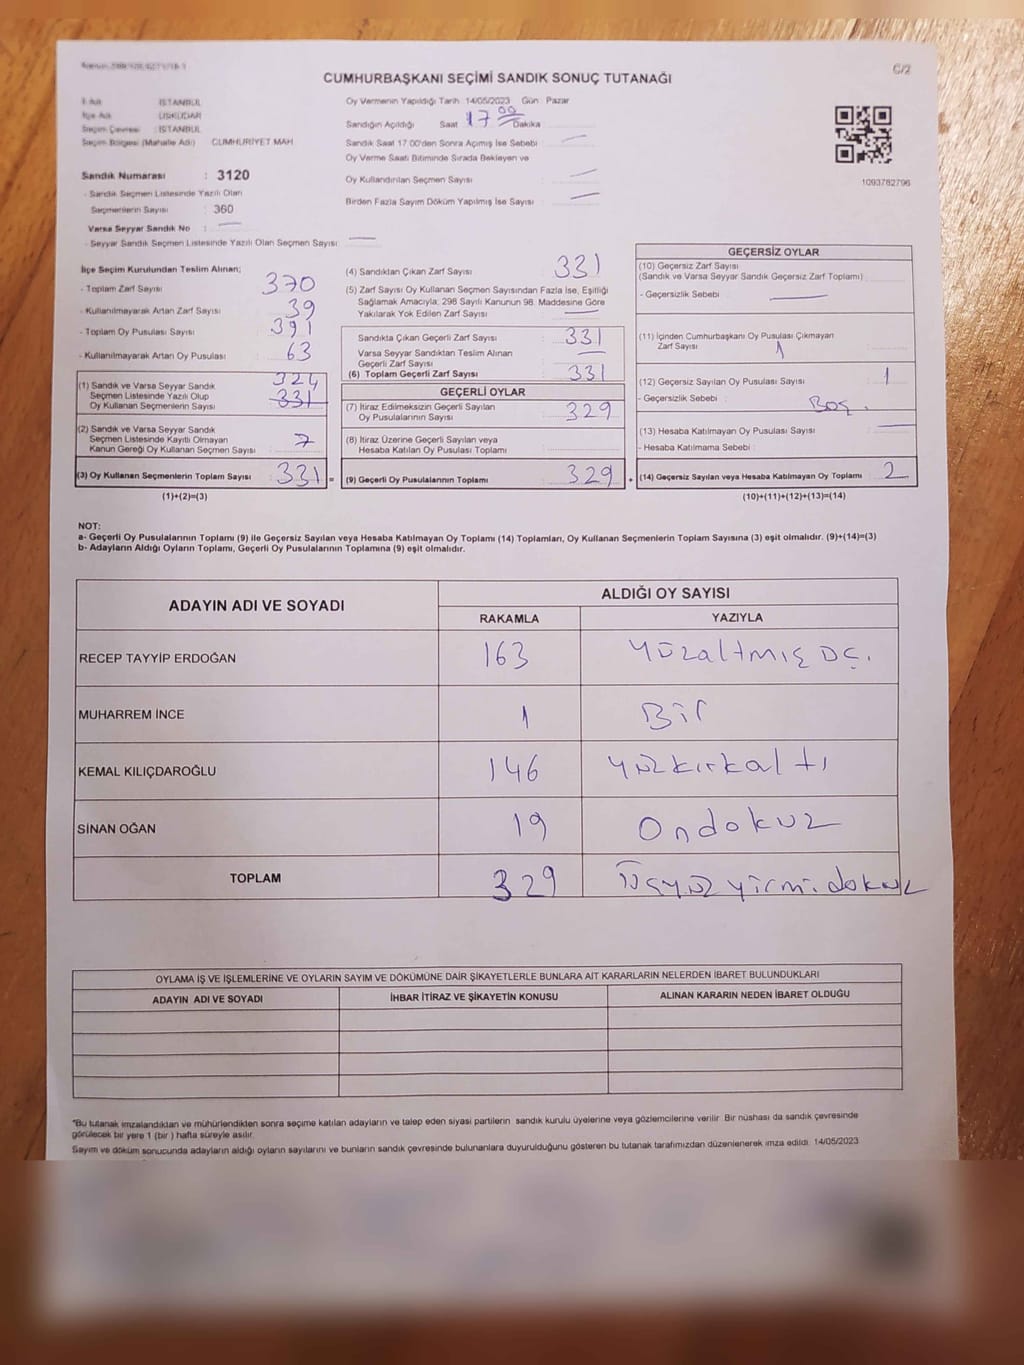 C/2
CUMHURBAŞKANI SEÇİMİ SANDIK SONUÇ TUTANAĞI
İl Adı : İSTANBUL
İlçe Adı : ÜSKÜDAR
Seçim Çevresi : İSTANBUL
Seçim Bölgesi (Mahalle Adı) : CUMHURİYET MAH.
Sandık Numarası : 3120
- Sandık Seçmen Listesinde Yazılı Olan
Seçmenlerin Sayısı : 360
Varsa Seyyar Sandık No : —
- Seyyar Sandık Seçmen Listesinde Yazılı Olan Seçmen Sayısı : —
Oy Vermenin Yapıldığı Tarih : 14/05/2023 Gün : Pazar
Sandığın Açıldığı Saat 17 00 Dakika
Sandık Saat 17.00'den Sonra Açılmış İse Sebebi : —
Oy Verme Saati Bitiminde Sırada Bekleyen ve
Oy Kullandırılan Seçmen Sayısı : —
Birden Fazla Sayım Döküm Yapılmış İse Sayısı : —
1093782796
İlçe Seçim Kurulundan Teslim Alınan;
- Toplam Zarf Sayısı : 370
- Kullanılmayarak Artan Zarf Sayısı : 39
- Toplam Oy Pusulası Sayısı : 391
- Kullanılmayarak Artan Oy Pusulası : 63
(1) Sandık ve Varsa Seyyar Sandık 324
Seçmen Listesinde Yazılı Olup 331
Oy Kullanan Seçmenlerin Sayısı
(2) Sandık ve Varsa Seyyar Sandık
Seçmen Listesinde Kayıtlı Olmayan 7
Kanun Gereği Oy Kullanan Seçmen Sayısı
(3) Oy Kullanan Seçmenlerin Toplam Sayısı 331 =
(1)+(2)=(3)
(4) Sandıktan Çıkan Zarf Sayısı : 331
(5) Zarf Sayısı Oy Kullanan Seçmen Sayısından Fazla İse, Eşitliği
Sağlamak Amacıyla, 298 Sayılı Kanunun 98. Maddesine Göre
Yakılarak Yok Edilen Zarf Sayısı : —
Sandıkta Çıkan Geçerli Zarf Sayısı : 331
Varsa Seyyar Sandıktan Teslim Alınan —
Geçerli Zarf Sayısı
(6) Toplam Geçerli Zarf Sayısı : 331
GEÇERLİ OYLAR
(7) İtiraz Edilmeksizin Geçerli Sayılan
Oy Pusulalarının Sayısı : 329
(8) İtiraz Üzerine Geçerli Sayılan veya
Hesaba Katılan Oy Pusulası Toplamı
(9) Geçerli Oy Pusulalarının Toplamı : 329 +
GEÇERSİZ OYLAR
(10) Geçersiz Zarf Sayısı
(Sandık ve Varsa Seyyar Sandık Geçersiz Zarf Toplamı)
- Geçersizlik Sebebi : —
(11) İçinden Cumhurbaşkanı Oy Pusulası Çıkmayan
Zarf Sayısı 1
(12) Geçersiz Sayılan Oy Pusulası Sayısı : 1
- Geçersizlik Sebebi : Boş.
(13) Hesaba Katılmayan Oy Pusulası Sayısı : —
- Hesaba Katılmama Sebebi :
(14) Geçersiz Sayılan veya Hesaba Katılmayan Oy Toplamı : 2
(10)+(11)+(12)+(13)=(14)
NOT:
a- Geçerli Oy Pusulalarının Toplamı (9) ile Geçersiz Sayılan veya Hesaba Katılmayan Oy Toplamı (14) Toplamları, Oy Kullanan Seçmenlerin Toplam Sayısına (3) eşit olmalıdır. (9)+(14)=(3)
b- Adayların Aldığı Oyların Toplamı, Geçerli Oy Pusulalarının Toplamına (9) eşit olmalıdır.
ADAYIN ADI VE SOYADI ALDIĞI OY SAYISI
RAKAMLA YAZIYLA
RECEP TAYYİP ERDOĞAN 163 Yüzaltmış üç.
MUHARREM İNCE 1 Bir
KEMAL KILIÇDAROĞLU 146 yüzkırkaltı
SİNAN OĞAN 19 Ondokuz
TOPLAM 329 üçyüzyirmidokuz
OYLAMA İŞ VE İŞLEMLERİNE VE OYLARIN SAYIM VE DÖKÜMÜNE DAİR ŞİKAYETLERLE BUNLARA AİT KARARLARIN NELERDEN İBARET BULUNDUKLARI
ADAYIN ADI VE SOYADI İHBAR İTİRAZ VE ŞİKAYETİN KONUSU ALINAN KARARIN NEDEN İBARET OLDUĞU
*Bu tutanak imzalandıktan ve mühürlendikten sonra seçime katılan adayların ve talep eden siyasi partilerin sandık kurulu üyelerine veya gözlemcilerine verilir. Bir nüshası da sandık çevresinde
görülecek bir yere 1 (bir ) hafta süreyle asılır.
Sayım ve döküm sonucunda adayların aldığı oyların sayılarını ve bunların sandık çevresinde bulunanlara duyurulduğunu gösteren bu tutanak tarafımızdan düzenlenerek imza edildi. 14/05/2023